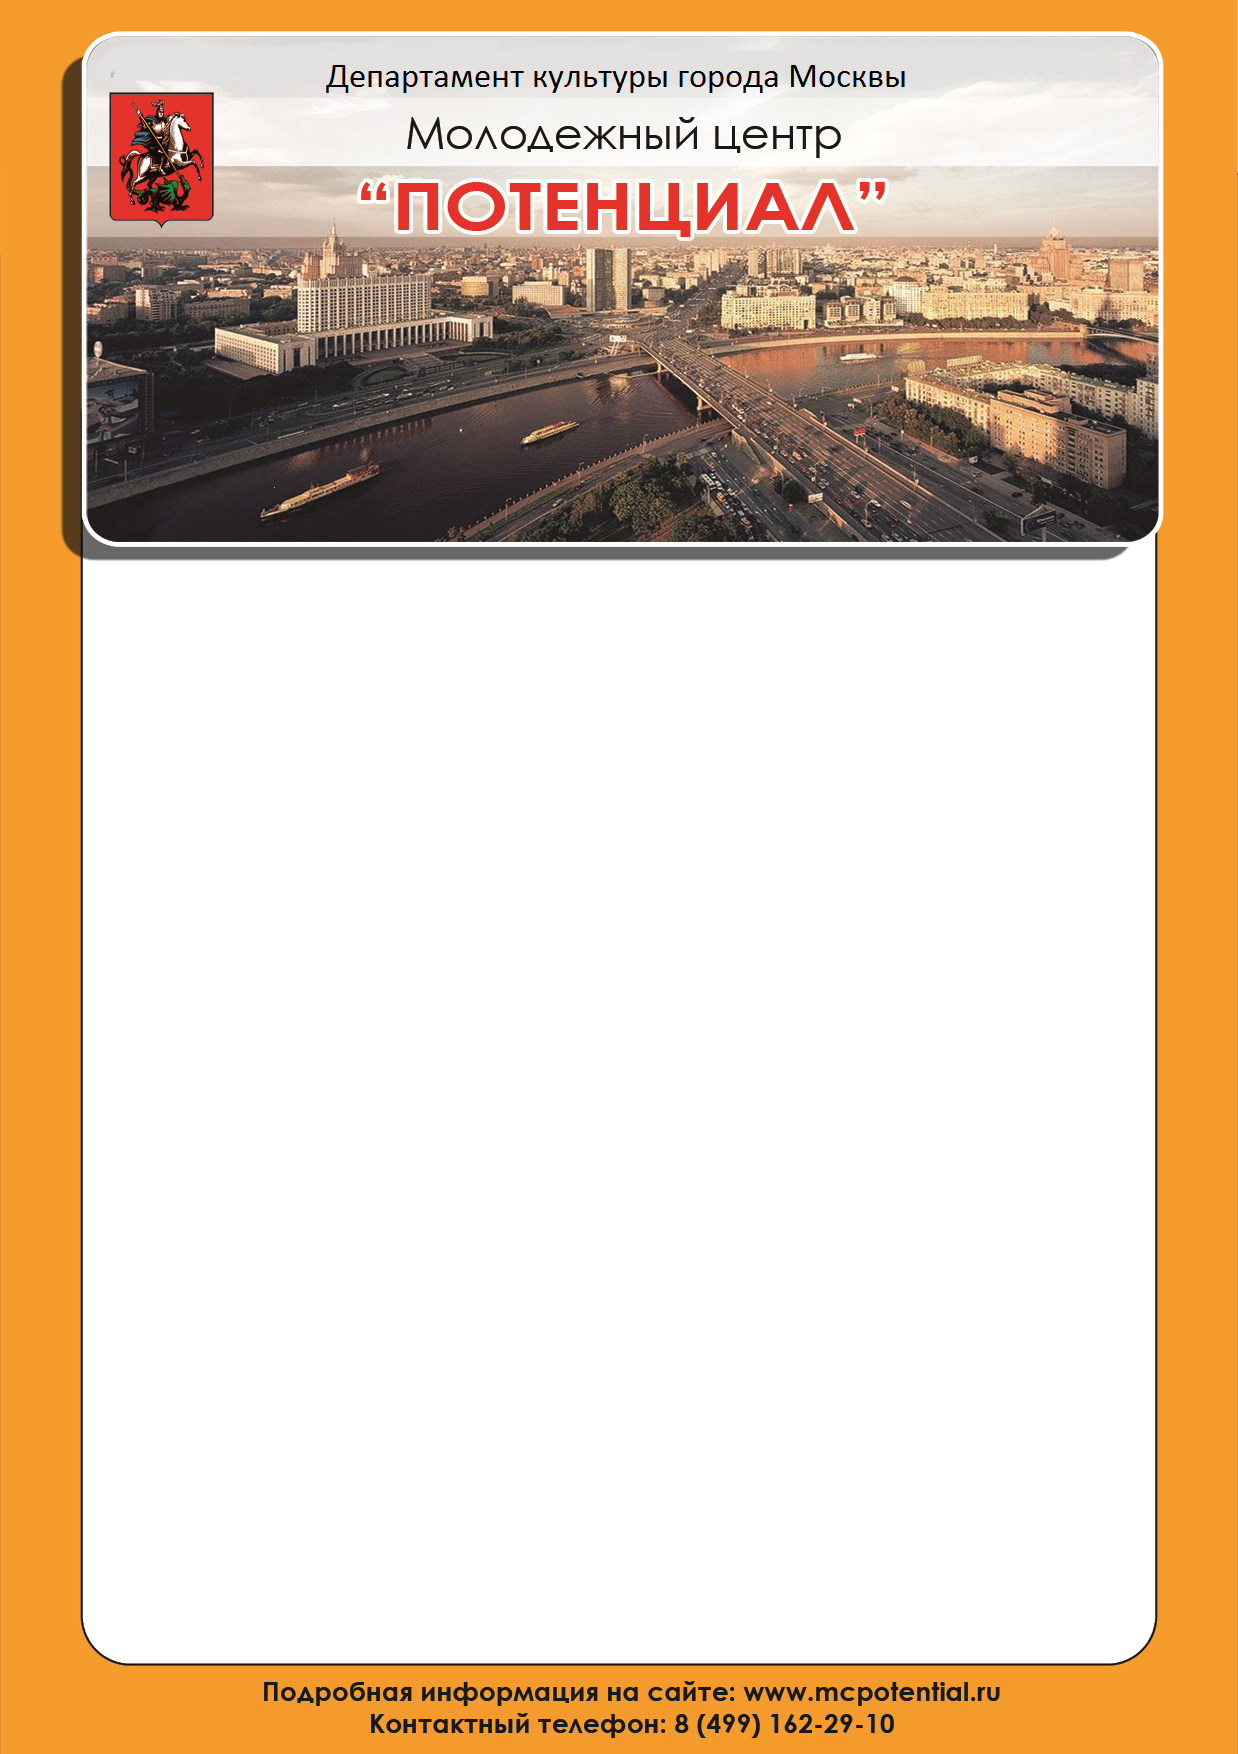 Департамент культуры города Москвы
Молодежный центр
“ПОТЕНЦИАЛ”
Подробная информация на сайте: www.mcpotential.ru
Контактный телефон: 8 (499) 162-29-10